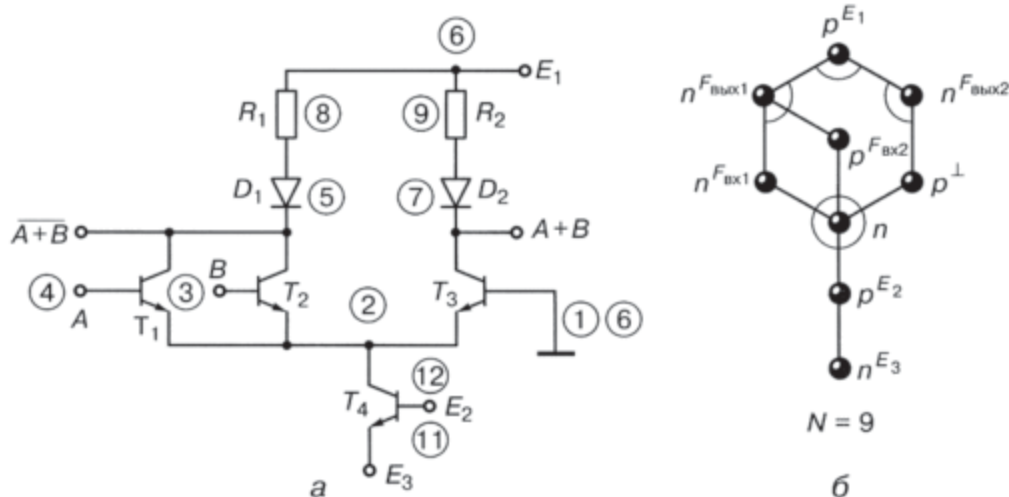 ⑥
E₁
R₁ ⑧ ⑨ R₂
D₁ ⑤ ⑦ D₂
A+B̅ A+B
④ A T₁ ③ B T₂ ② T₃ ① ⑥
T₄ ⑫ E₂
⑪
E₃
а
p^E₁
n^Fвых1 n^Fвых2
p^Fвх2
n^Fвх1 p^⊥
n
p^E₂
n^E₃
N = 9
б